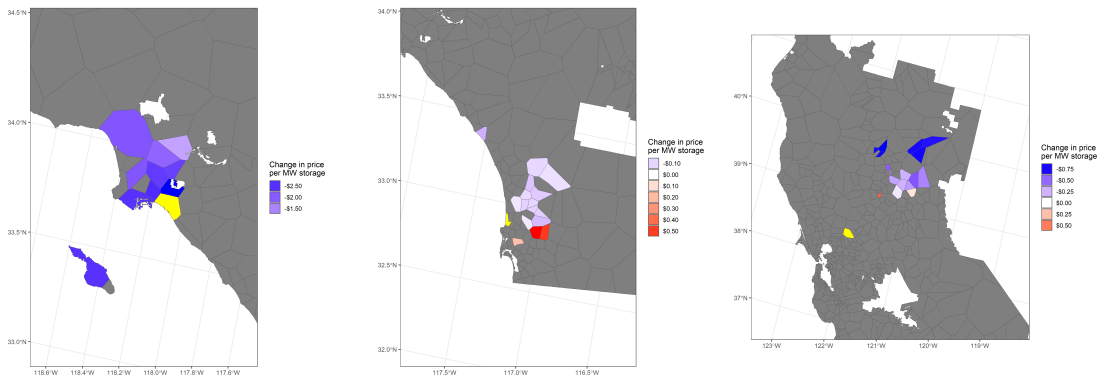 34.5°N
34.0°N
33.5°N
33.0°N
118.6°W 118.4°W 118.2°W 118.0°W 117.8°W 117.6°W
Change in price
per MW storage
-$2.50
-$2.00
-$1.50
34.0°N
33.5°N
33.0°N
32.5°N
32.0°N
117.5°W 117.0°W 116.5°W
Change in price
per MW storage
-$0.10
$0.00
$0.10
$0.20
$0.30
$0.40
$0.50
40°N
39°N
38°N
37°N
123°W 122°W 121°W 120°W 119°W
Change in price
per MW storage
-$0.75
-$0.50
-$0.25
$0.00
$0.25
$0.50